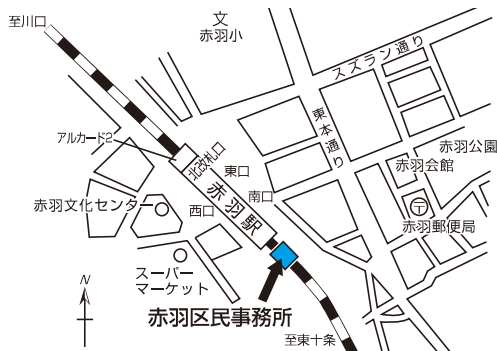 至川口
文
赤羽小
スズラン通り
東本通り
アルカード2
北改札口
東口
赤羽公園
赤羽会館
赤羽駅
南口
西口
赤羽文化センター
〒
赤羽郵便局
スーパー
マーケット
N
赤羽区民事務所
至東十条